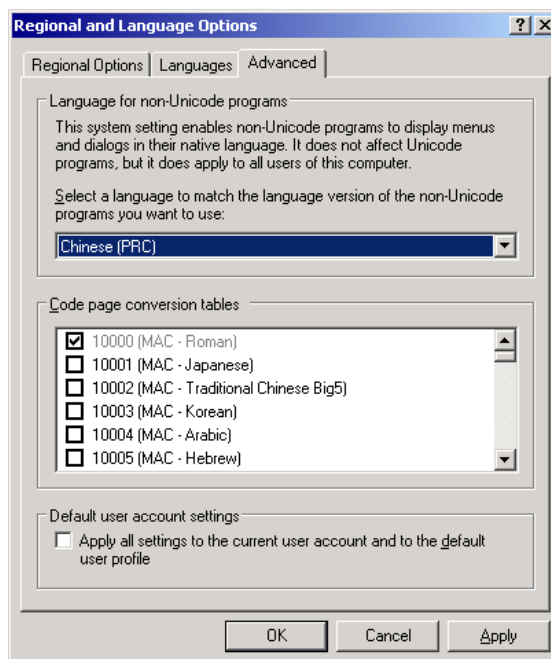 Regional and Language Options
Regional Options
Languages
Advanced
Language for non-Unicode programs
This system setting enables non-Unicode programs to display menus
and dialogs in their native language. It does not affect Unicode
programs, but it does apply to all users of this computer.
Select a language to match the language version of the non-Unicode
programs you want to use:
Chinese (PRC)
Code page conversion tables
10000 (MAC - Roman)
10001 (MAC - Japanese)
10002 (MAC - Traditional Chinese Big5)
10003 (MAC - Korean)
10004 (MAC - Arabic)
10005 (MAC - Hebrew)
Default user account settings
Apply all settings to the current user account and to the default
user profile
OK
Cancel
Apply